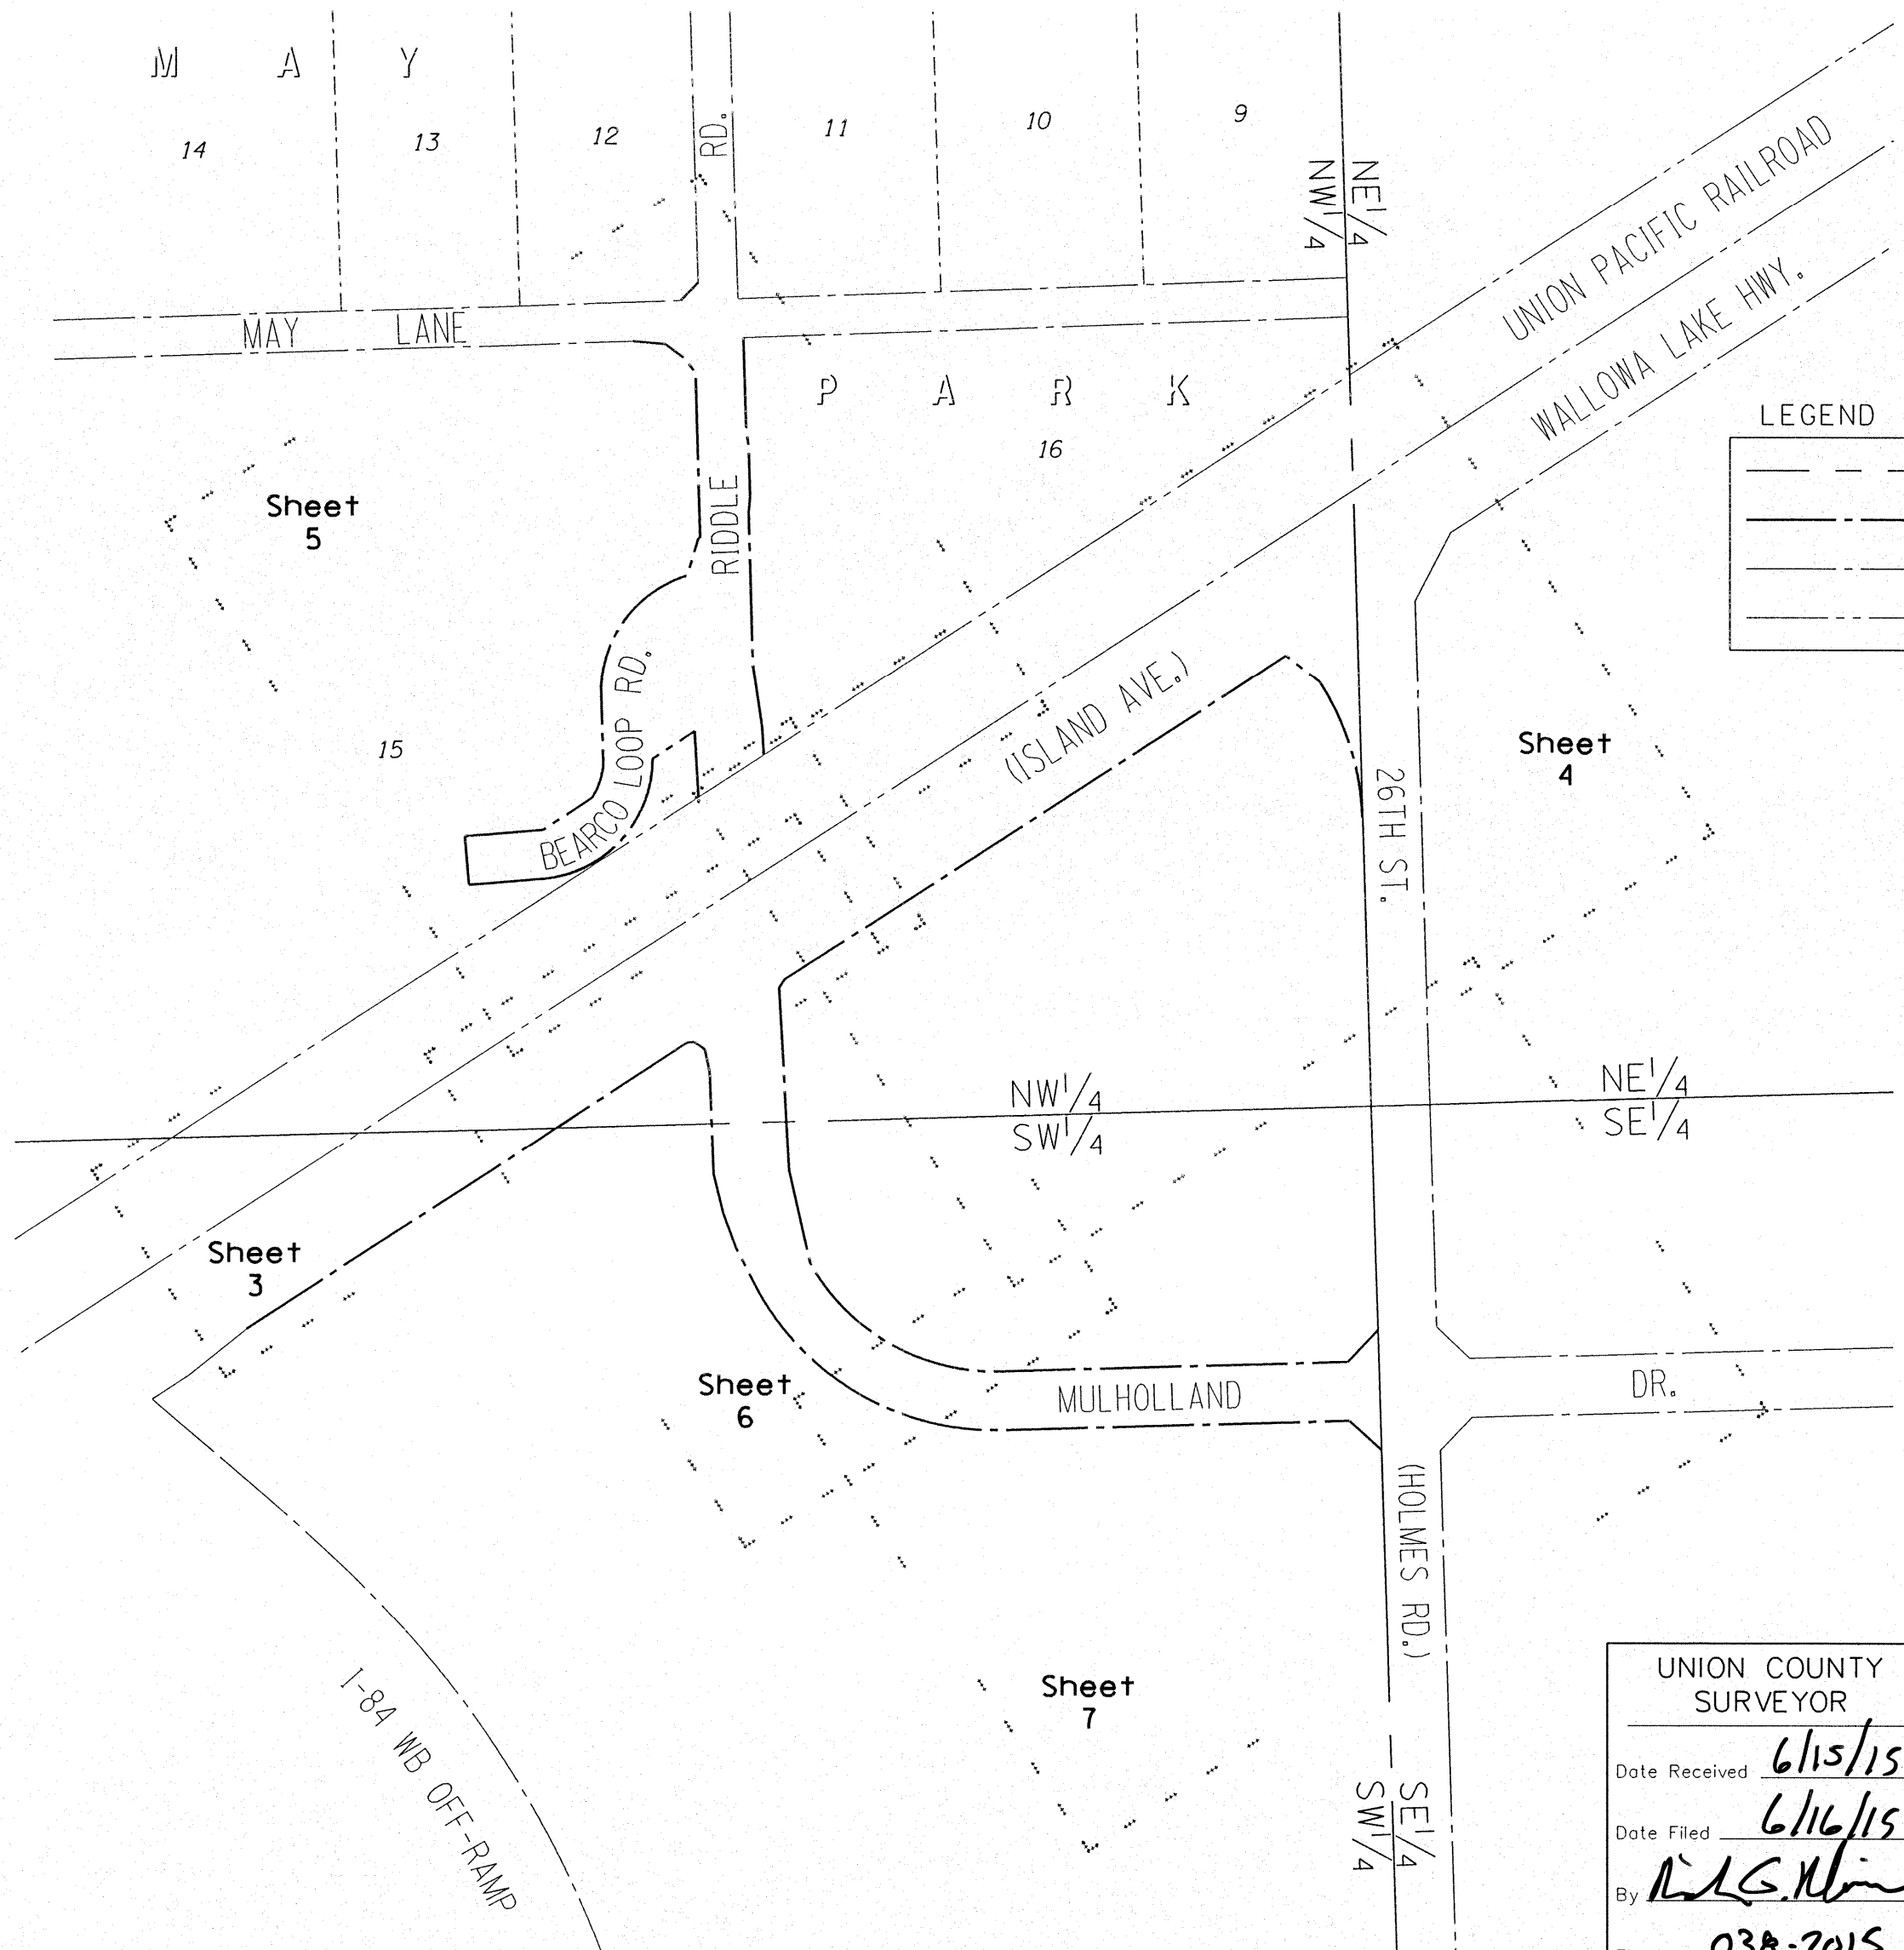 M A Y
14
13
12
RD.
11
10
9
NE1/4
NW1/4
UNION PACIFIC RAILROAD
WALLOWA LAKE HWY.
MAY LANE
P A R K
16
LEGEND
Sheet
5
RIDDLE
BEARCO LOOP RD.
15
(ISLAND AVE.)
26TH ST.
Sheet
4
NW1/4
SW1/4
NE1/4
SE1/4
Sheet
3
Sheet
6
MULHOLLAND
DR.
(HOLMES RD.)
I-84 WB OFF-RAMP
Sheet
7
SE1/4
SW1/4
UNION COUNTY
SURVEYOR
Date Received 6/15/15
Date Filed 6/16/15
By
038-2015